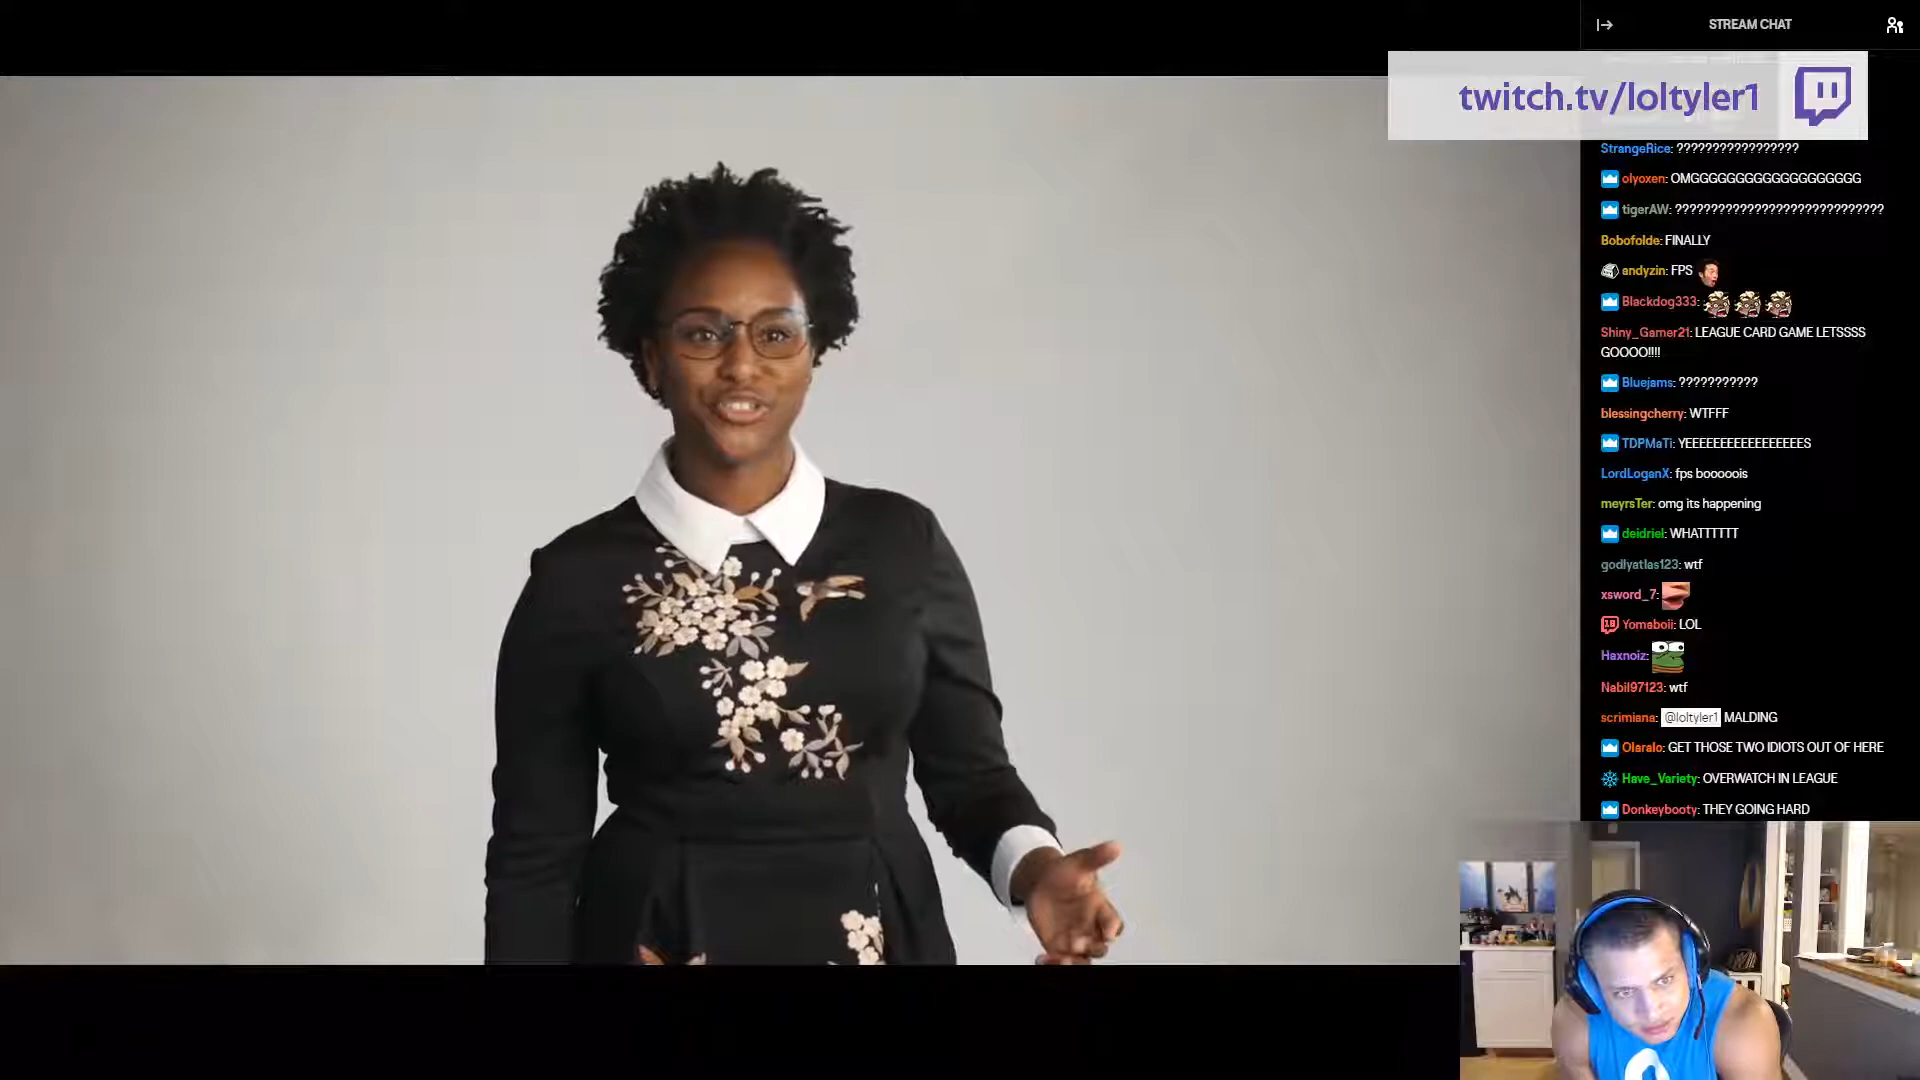 STREAM CHAT
twitch.tv/loltyler1
StrangeRice: ?????????????????
olyoxen: OMGGGGGGGGGGGGGGGGGGG
tigerAW: ?????????????????????????????
Bobofolde: FINALLY
andyzin: FPS
Blackdog333:
Shiny_Gamer21: LEAGUE CARD GAME LETSSSS
GOOOO!!!!
Bluejams: ???????????
blessingcherry: WTFFF
TDPMaTi: YEEEEEEEEEEEEEEEEES
LordLoganX: fps boooois
meyrsTer: omg its happening
deidriel: WHATTTTTT
godlyatlas123: wtf
xsword_7:
Yomaboii: LOL
Haxnoiz:
Nabil97123: wtf
scrimiana: @loltyler1 MALDING
Olaralo: GET THOSE TWO IDIOTS OUT OF HERE
Have_Variety: OVERWATCH IN LEAGUE
Donkeybooty: THEY GOING HARD